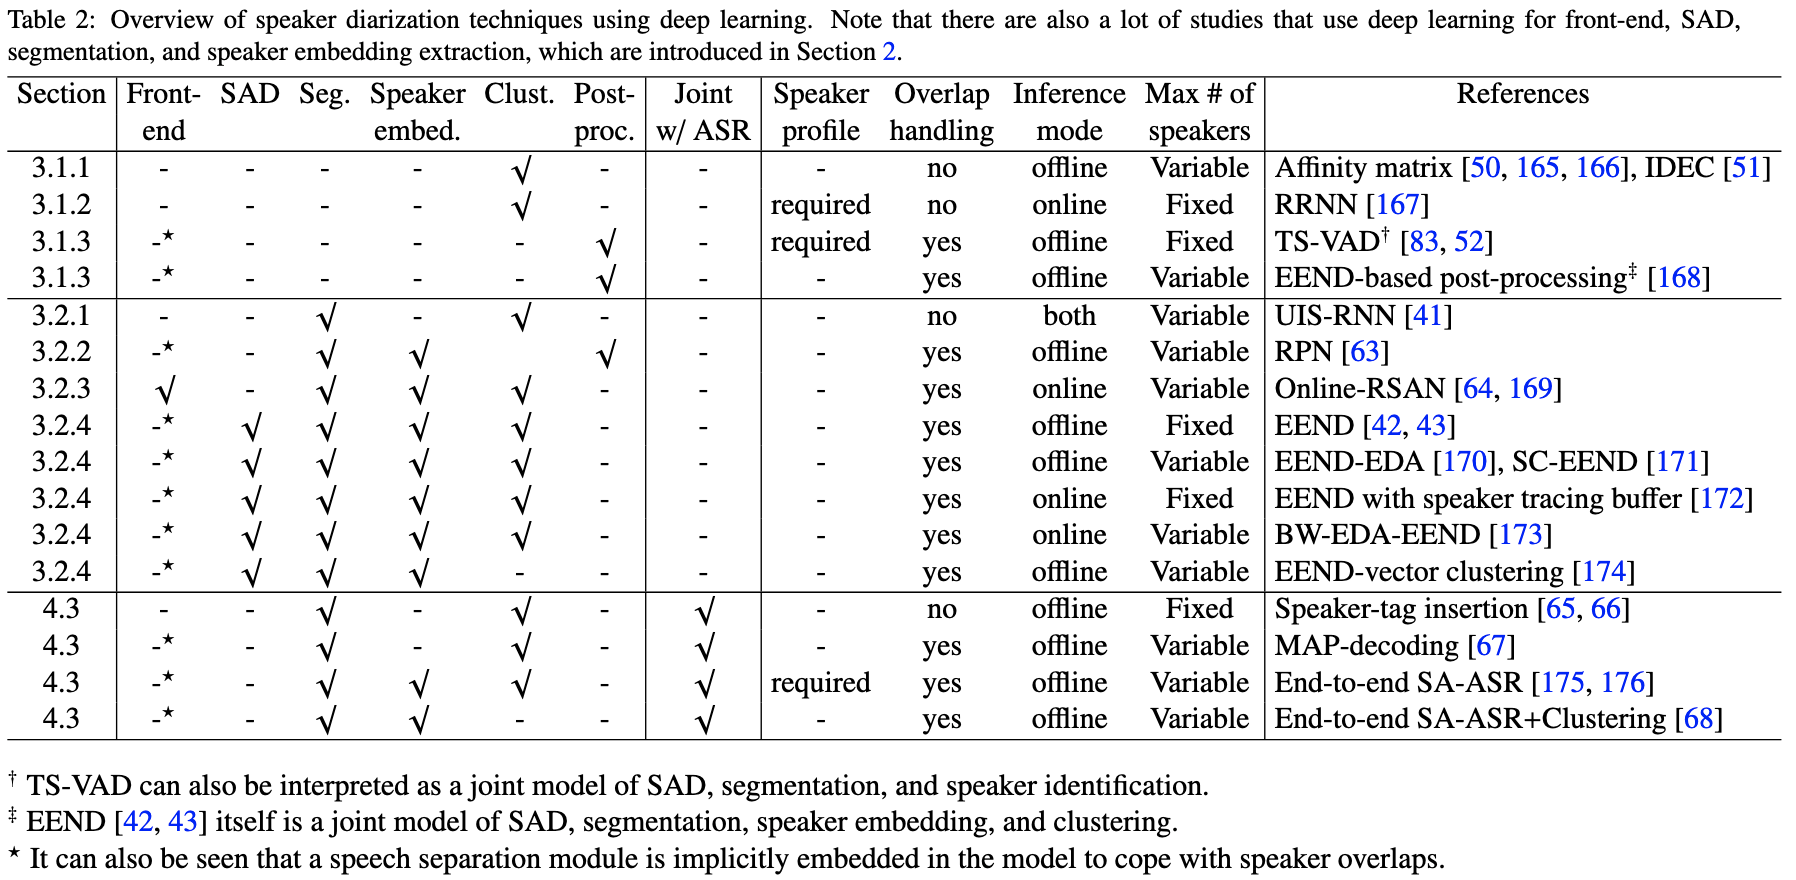 Table 2: Overview of speaker diarization techniques using deep learning. Note that there are also a lot of studies that use deep learning for front-end, SAD,
segmentation, and speaker embedding extraction, which are introduced in Section 2.
Section Front- SAD Seg. Speaker Clust. Post- Joint Speaker Overlap Inference Max # of References
end embed. proc. w/ ASR profile handling mode speakers
3.1.1 - - - - √ - - - no offline Variable Affinity matrix [50, 165, 166], IDEC [51]
3.1.2 - - - - √ - - required no online Fixed RRNN [167]
3.1.3 -⋆ - - - - √ - required yes offline Fixed TS-VAD† [83, 52]
3.1.3 -⋆ - - - - √ - - yes offline Variable EEND-based post-processing‡ [168]
3.2.1 - - √ - √ - - - no both Variable UIS-RNN [41]
3.2.2 -⋆ - √ √ √ - - yes offline Variable RPN [63]
3.2.3 √ - √ √ √ - - - yes online Variable Online-RSAN [64, 169]
3.2.4 -⋆ √ √ √ √ - - - yes offline Fixed EEND [42, 43]
3.2.4 -⋆ √ √ √ √ - - - yes offline Variable EEND-EDA [170], SC-EEND [171]
3.2.4 -⋆ √ √ √ √ - - - yes online Fixed EEND with speaker tracing buffer [172]
3.2.4 -⋆ √ √ √ √ - - - yes online Variable BW-EDA-EEND [173]
3.2.4 -⋆ √ √ √ - - - - yes offline Variable EEND-vector clustering [174]
4.3 - - √ - √ - √ - no offline Fixed Speaker-tag insertion [65, 66]
4.3 -⋆ - √ - √ - √ - yes offline Variable MAP-decoding [67]
4.3 -⋆ - √ √ √ - √ required yes offline Variable End-to-end SA-ASR [175, 176]
4.3 -⋆ - √ √ - - √ - yes offline Variable End-to-end SA-ASR+Clustering [68]
† TS-VAD can also be interpreted as a joint model of SAD, segmentation, and speaker identification.
‡ EEND [42, 43] itself is a joint model of SAD, segmentation, speaker embedding, and clustering.
⋆ It can also be seen that a speech separation module is implicitly embedded in the model to cope with speaker overlaps.